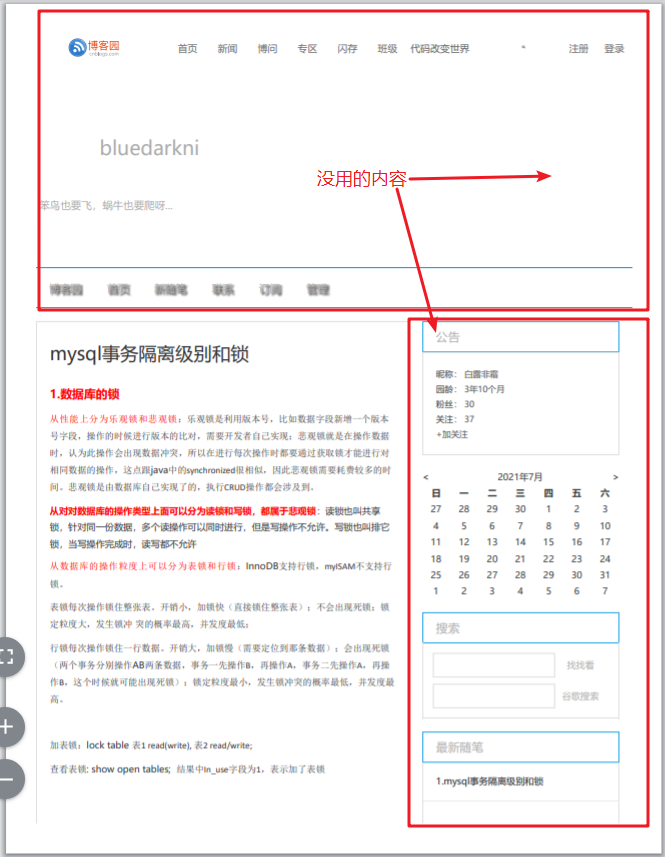 博客园
cnblogs.com
首页 新闻 博问 专区 闪存 班级 代码改变世界 注册 登录
bluedarkni
没用的内容
笨鸟也要飞，蜗牛也要爬呀...
博客园 首页 新随笔 联系 订阅 管理
mysql事务隔离级别和锁
1.数据库的锁
从性能上分为乐观锁和悲观锁：乐观锁是利用版本号，比如数据字段新增一个版本
号字段，操作的时候进行版本的比对，需要开发者自己实现；悲观锁就是在操作数据
时，认为此操作会出现数据冲突，所以在进行每次操作时都要通过获取锁才能进行对
相同数据的操作，这点跟java中的synchronized很相似，因此悲观锁需要耗费较多的时
间。悲观锁是由数据库自己实现了的，执行CRUD操作都会涉及到。
从对对数据库的操作类型上面可以分为读锁和写锁，都属于悲观锁：读锁也叫共享
锁，针对同一份数据，多个读操作可以同时进行，但是写操作不允许。写锁也叫排它
锁，当写操作完成时，读写都不允许
从数据库的操作粒度上可以分为表锁和行锁：InnoDB支持行锁，myISAM不支持行
锁。
表锁每次操作锁住整张表。开销小，加锁快（直接锁住整张表）；不会出现死锁；锁
定粒度大，发生锁冲 突的概率最高，并发度最低；
行锁每次操作锁住一行数据。开销大，加锁慢（需要定位到那条数据）；会出现死锁
（两个事务分别操作AB两条数据，事务一先操作B，再操作A，事务二先操作A，再操
作B，这个时候就可能出现死锁）；锁定粒度最小，发生锁冲突的概率最低，并发度最
高。
加表锁：lock table 表1 read(write), 表2 read/write;
查看表锁: show open tables; 结果中In_use字段为1，表示加了表锁
公告
昵称： 白露非霜
园龄： 3年10个月
粉丝： 30
关注： 37
+加关注
< 2021年7月 >
日 一 二 三 四 五 六
27 28 29 30 1 2 3
4 5 6 7 8 9 10
11 12 13 14 15 16 17
18 19 20 21 22 23 24
25 26 27 28 29 30 31
1 2 3 4 5 6 7
搜索
找找看
谷歌搜索
最新随笔
1.mysql事务隔离级别和锁